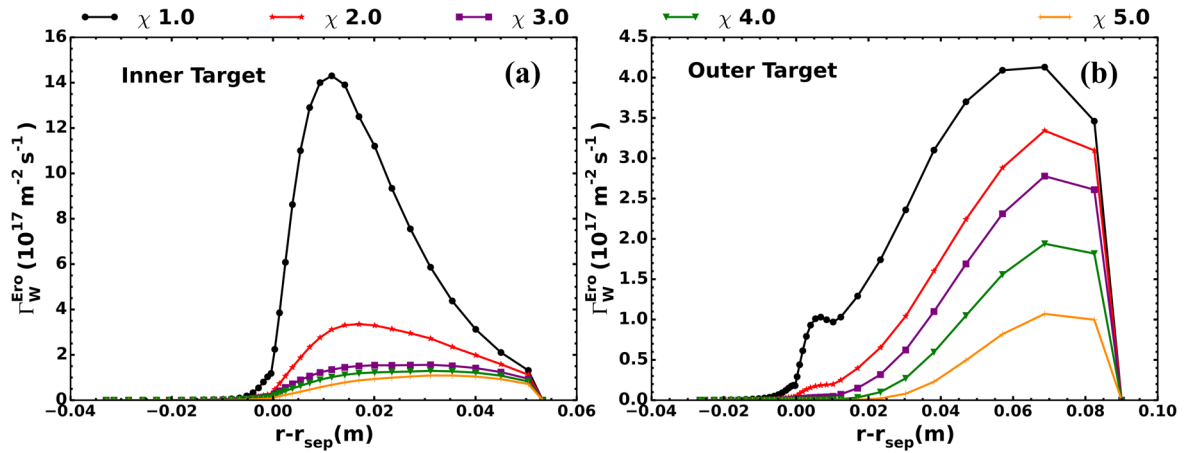 χ 1.0 χ 2.0 χ 3.0 χ 4.0 χ 5.0
Inner Target (a)
Γ_W^Ero (10^17 m^-2 s^-1)
16
14
12
10
8
6
4
2
0
−0.04 −0.02 0.00 0.02 0.04 0.06
r-r_sep(m)
Outer Target (b)
Γ_W^Ero (10^17 m^-2 s^-1)
4.5
4.0
3.5
3.0
2.5
2.0
1.5
1.0
0.5
0.0
−0.04 −0.02 0.00 0.02 0.04 0.06 0.08 0.10
r-r_sep(m)